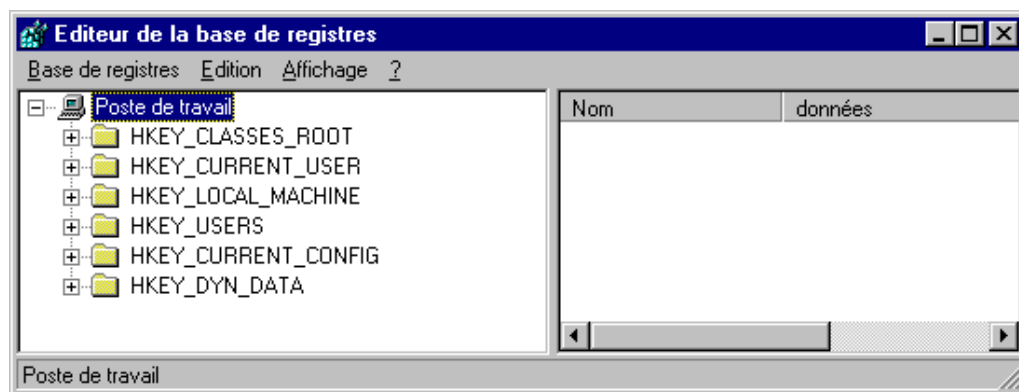 Editeur de la base de registres
Base de registres Edition Affichage ?
Poste de travail
HKEY_CLASSES_ROOT
HKEY_CURRENT_USER
HKEY_LOCAL_MACHINE
HKEY_USERS
HKEY_CURRENT_CONFIG
HKEY_DYN_DATA
Nom données
Poste de travail